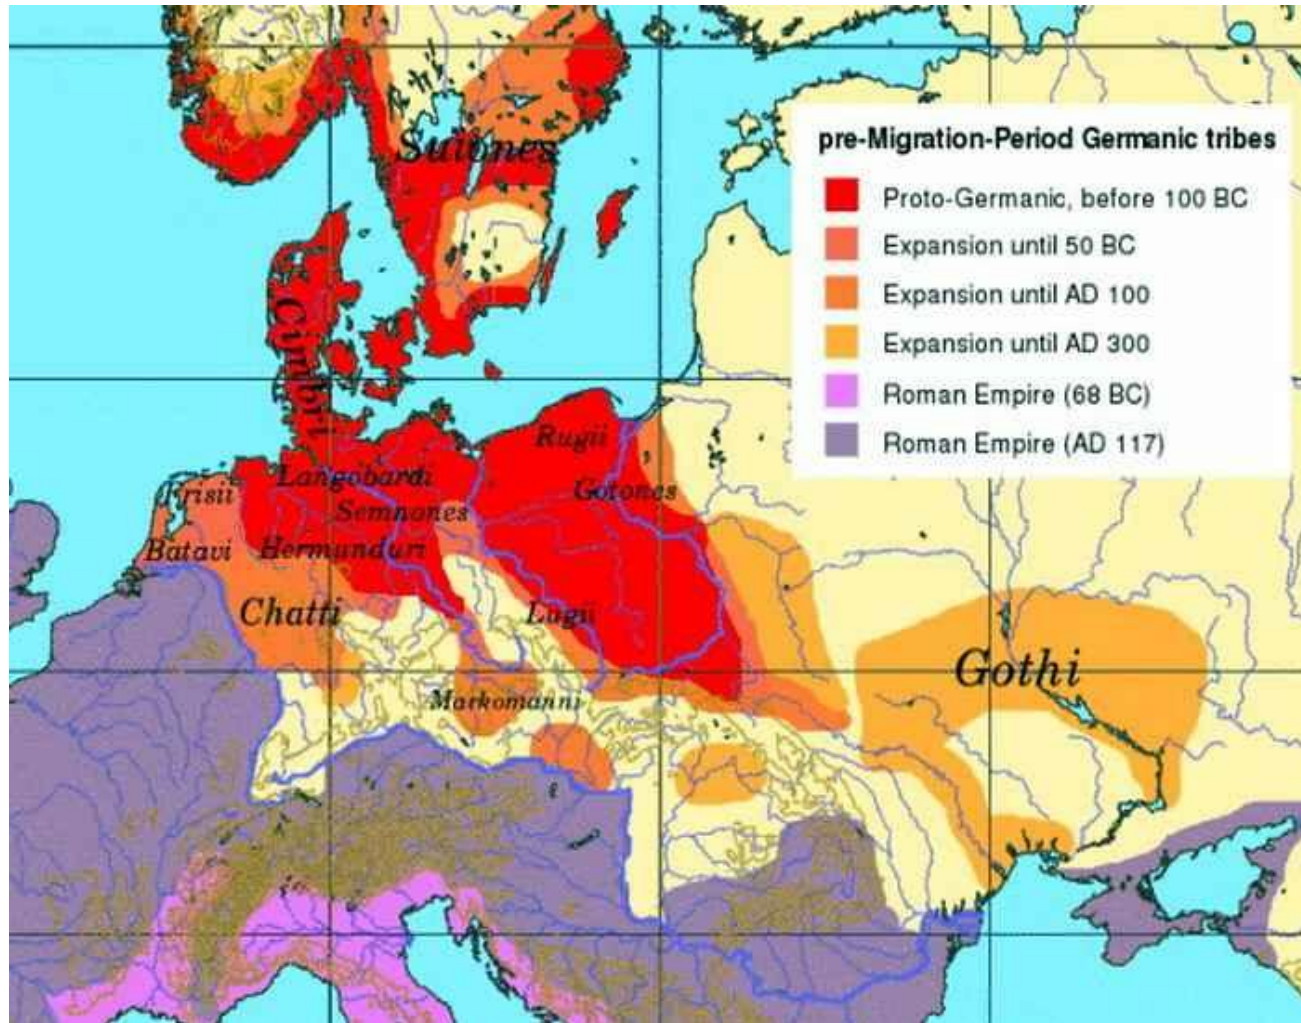 pre-Migration-Period Germanic tribes
Proto-Germanic, before 100 BC
Expansion until 50 BC
Expansion until AD 100
Expansion until AD 300
Roman Empire (68 BC)
Roman Empire (AD 117)
Suiones
Cimbri
Rugii
Langobardi
Frisii
Gotones
Semnones
Batavi
Hermunduri
Chatti
Lugii
Gothi
Markomanni